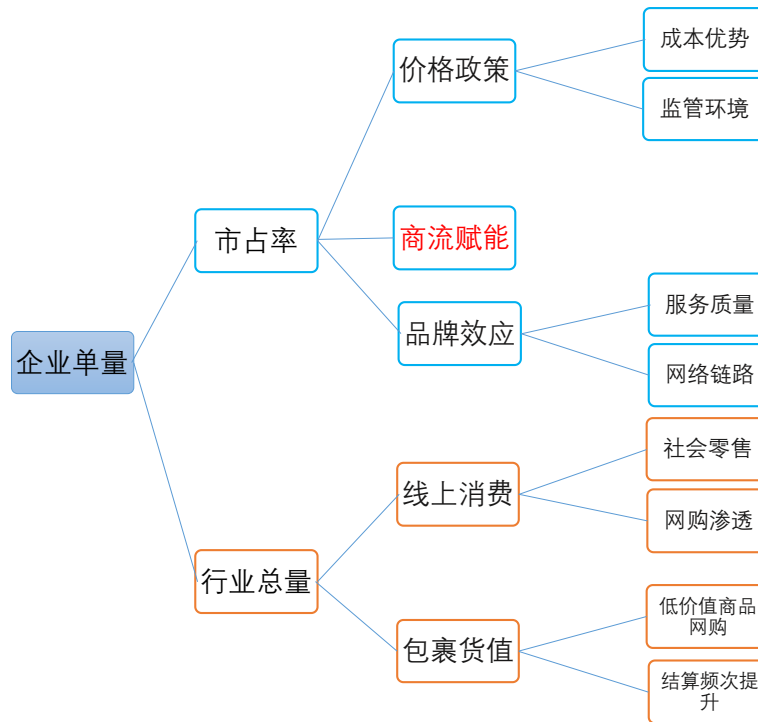 成本优势
价格政策
监管环境
市占率
商流赋能
服务质量
品牌效应
网络链路
企业单量
社会零售
线上消费
网购渗透
行业总量
低价值商品
网购
包裹货值
结算频次提
升